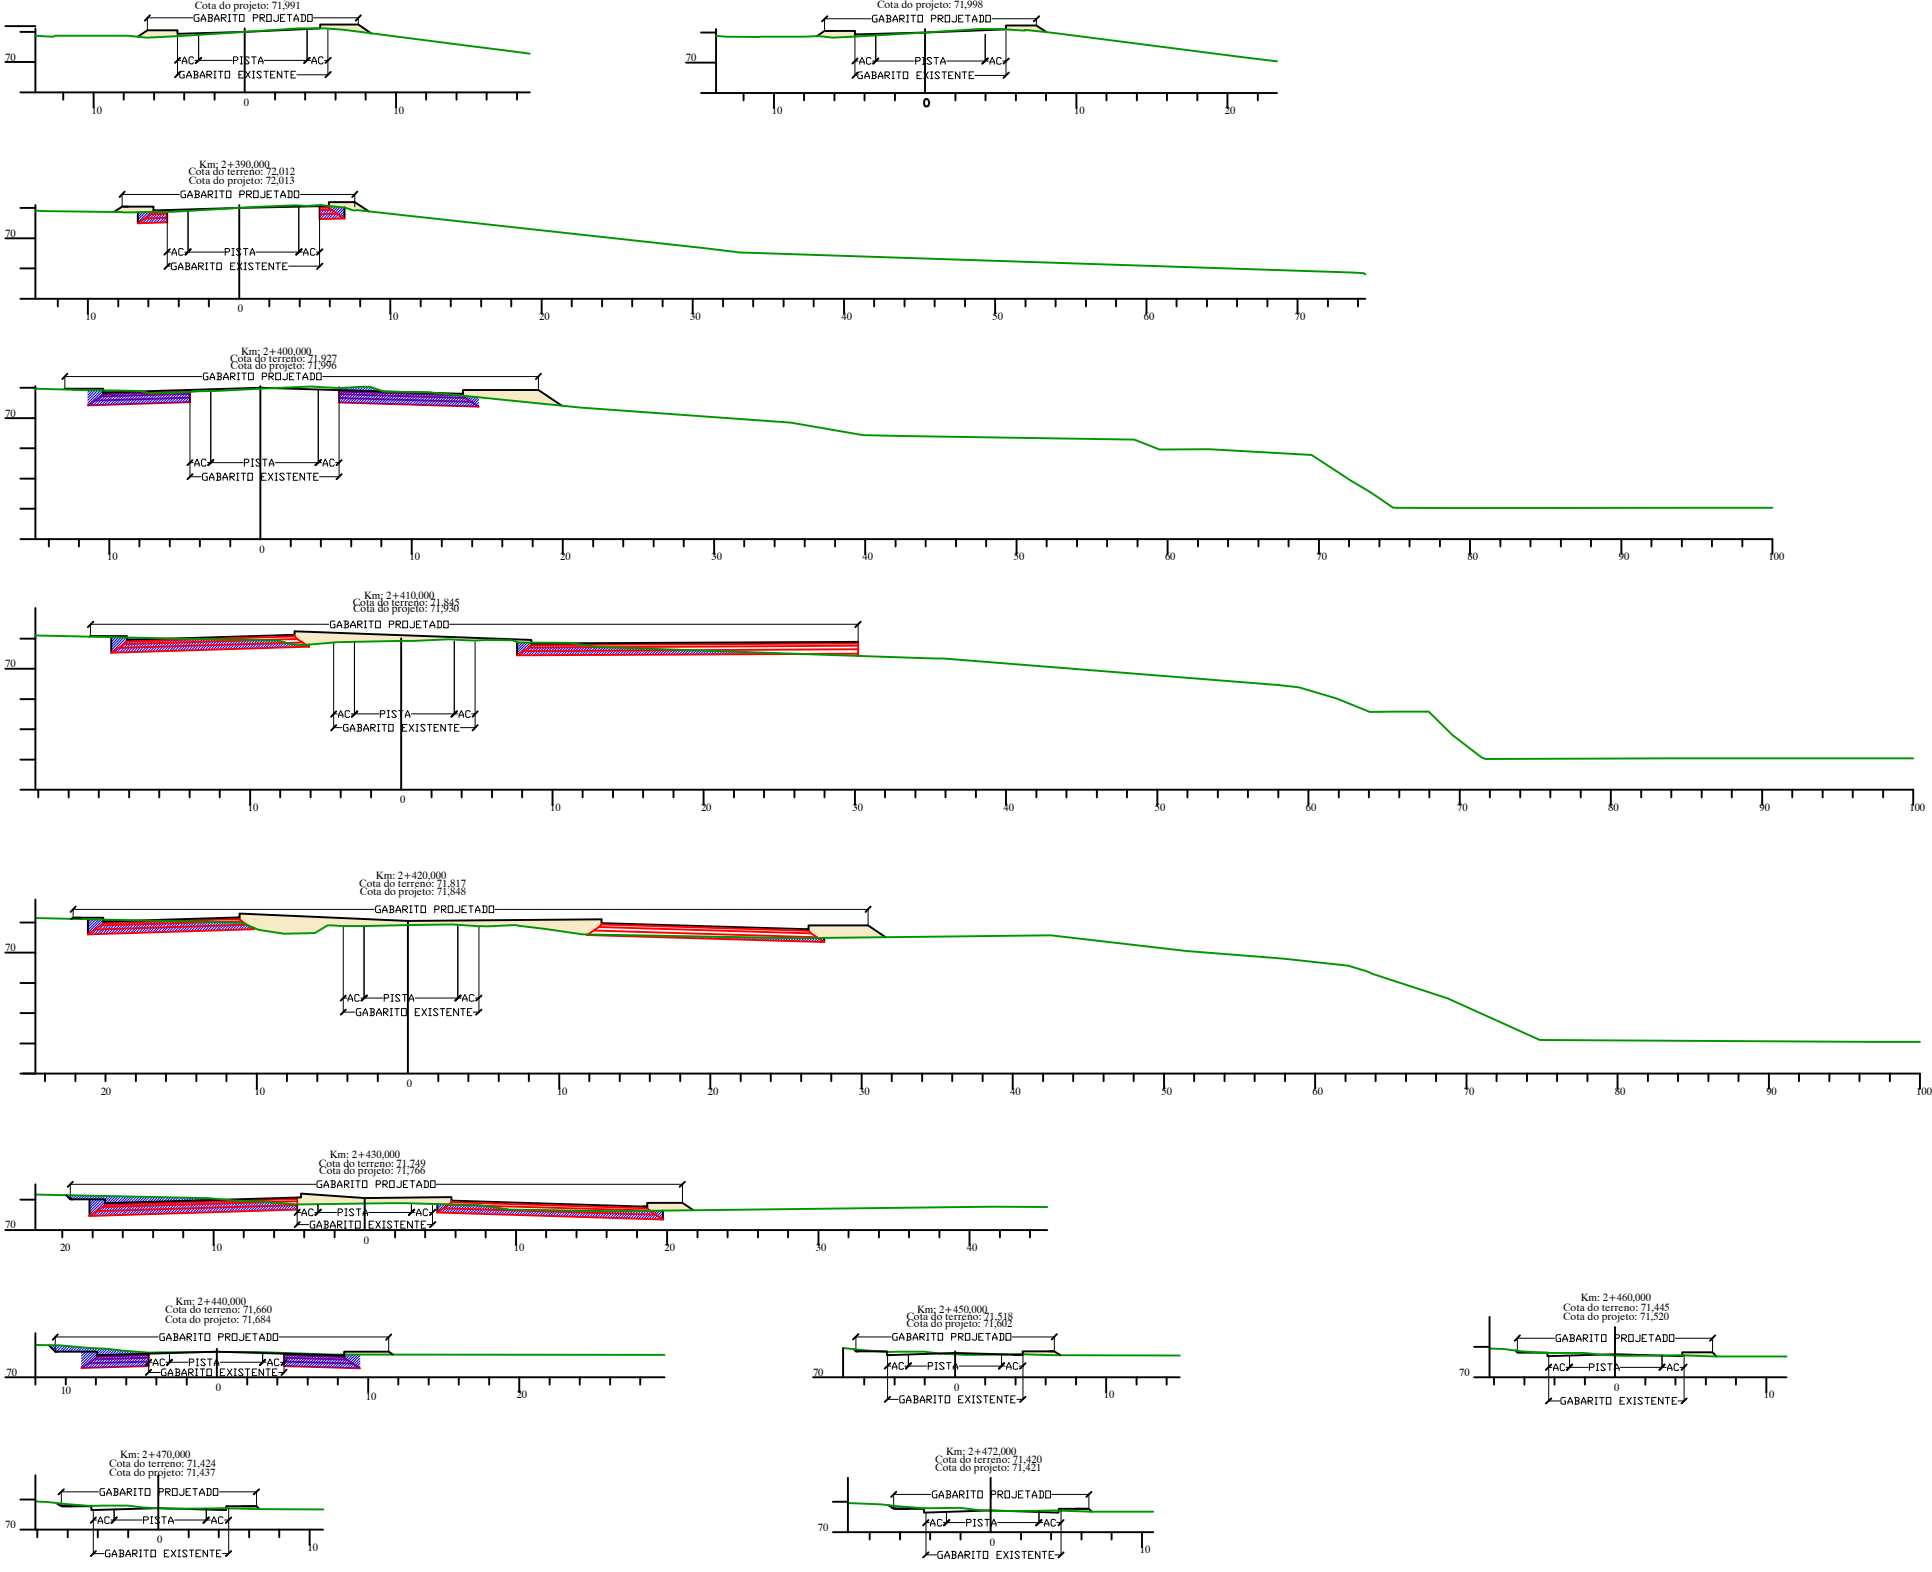 Cota do projeto: 71,991
GABARITO PROJETADO
70
AC PISTA AC
GABARITO EXISTENTE
10 0 10
Cota do projeto: 71,998
GABARITO PROJETADO
70
AC PISTA AC
GABARITO EXISTENTE
10 0 10 20
Km: 2+390,000
Cota do terreno: 72,012
Cota do projeto: 72,013
GABARITO PROJETADO
70
AC PISTA AC
GABARITO EXISTENTE
10 0 10 20 30 40 50 60 70
Km: 2+400,000
Cota do terreno: 71,927
Cota do projeto: 71,996
GABARITO PROJETADO
70
AC PISTA AC
GABARITO EXISTENTE
10 0 10 20 30 40 50 60 70 80 90 100
Km: 2+410,000
Cota do terreno: 71,845
Cota do projeto: 71,930
GABARITO PROJETADO
70
AC PISTA AC
GABARITO EXISTENTE
10 0 10 20 30 40 50 60 70 80 90 100
Km: 2+420,000
Cota do terreno: 71,817
Cota do projeto: 71,848
GABARITO PROJETADO
70
AC PISTA AC
GABARITO EXISTENTE
20 10 0 10 20 30 40 50 60 70 80 90 100
Km: 2+430,000
Cota do terreno: 71,749
Cota do projeto: 71,766
GABARITO PROJETADO
AC PISTA AC
GABARITO EXISTENTE
70
20 10 0 10 20 30 40
Km: 2+440,000
Cota do terreno: 71,660
Cota do projeto: 71,684
GABARITO PROJETADO
AC PISTA AC
GABARITO EXISTENTE
70
10 0 10 20
Km: 2+450,000
Cota do terreno: 71,518
Cota do projeto: 71,602
GABARITO PROJETADO
AC PISTA AC
70
0 10
GABARITO EXISTENTE
Km: 2+460,000
Cota do terreno: 71,445
Cota do projeto: 71,520
GABARITO PROJETADO
AC PISTA AC
70
0 10
GABARITO EXISTENTE
Km: 2+470,000
Cota do terreno: 71,424
Cota do projeto: 71,437
GABARITO PROJETADO
AC PISTA AC
70
0 10
GABARITO EXISTENTE
Km: 2+472,000
Cota do terreno: 71,420
Cota do projeto: 71,421
GABARITO PROJETADO
AC PISTA AC
70
0 10
GABARITO EXISTENTE